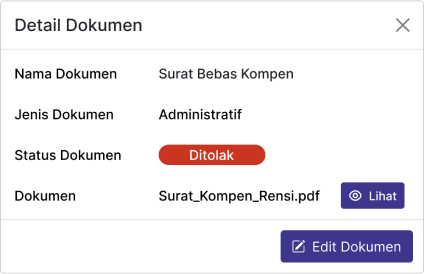 Detail Dokumen
Nama Dokumen Surat Bebas Kompen
Jenis Dokumen Administratif
Status Dokumen Ditolak
Dokumen Surat_Kompen_Rensi.pdf Lihat
Edit Dokumen